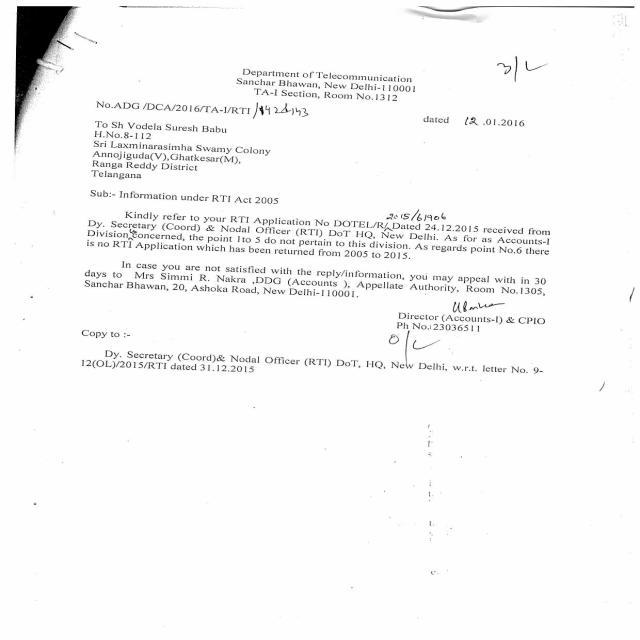 3/L
Department of Telecommunication
Sanchar Bhawan, New Delhi-110001
TA-I Section, Room No.1312
No.ADG /DCA/2016/TA-I/RTI/
dated 12 .01.2016
To Sh Vodela Suresh Babu
H.No.8-112
Sri Laxminarasimha Swamy Colony
Annojiguda(V),Ghatkesar(M),
Ranga Reddy District
Telangana
Sub:- Information under RTI Act 2005
2015/61906
Kindly refer to your RTI Application No DOTEL/R/ Dated 24.12.2015 received from
Dy. Secretary (Coord) & Nodal Officer (RTI) DoT HQ, New Delhi. As for as Accounts-I
Division is concerned, the point 1to 5 do not pertain to this division. As regards point No.6 there
is no RTI Application which has been returned from 2005 to 2015.
In case you are not satisfied with the reply/information, you may appeal with in 30
days to Mrs Simmi R. Nakra ,DDG (Accounts ), Appellate Authority, Room No.1305,
Sanchar Bhawan, 20, Ashoka Road, New Delhi-110001.
Director (Accounts-I) & CPIO
Ph No.:23036511
O/L
Copy to :-
Dy. Secretary (Coord)& Nodal Officer (RTI) DoT, HQ, New Delhi, w.r.t. letter No. 9-
12(OL)/2015/RTI dated 31.12.2015